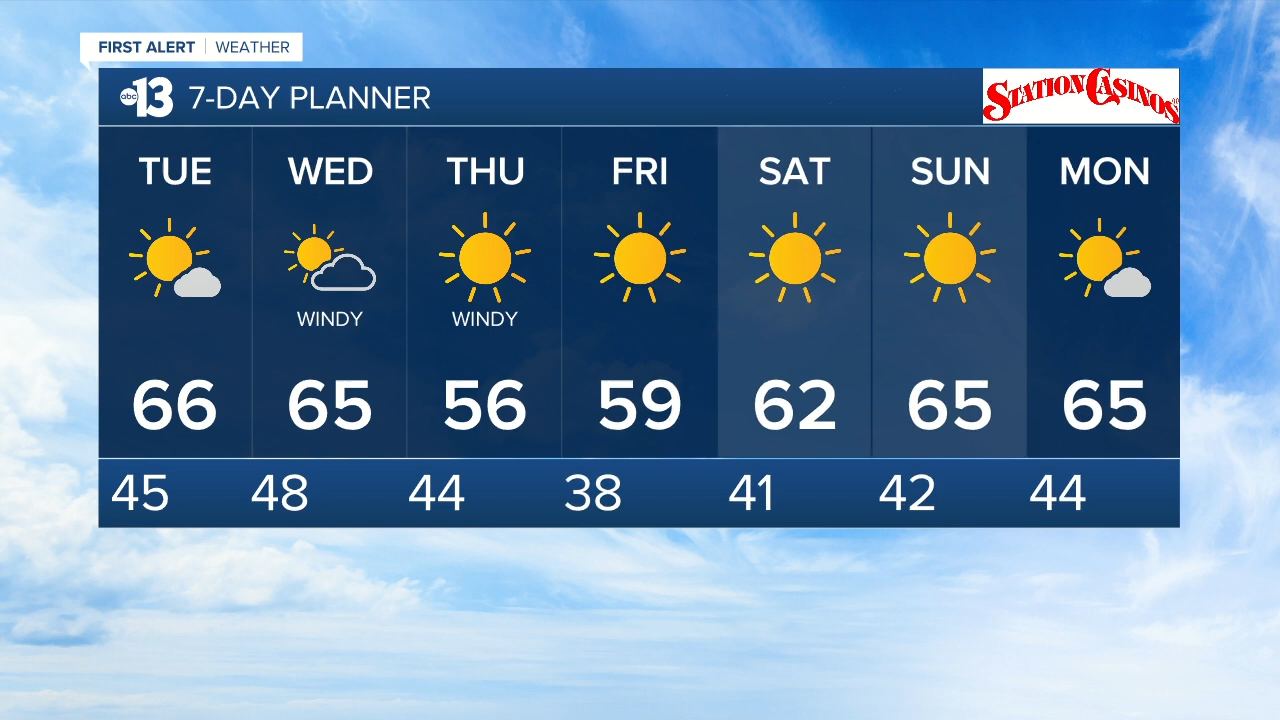 FIRST ALERT | WEATHER
abc 13 7-DAY PLANNER
STATION CASINOS
TUE WED THU FRI SAT SUN MON
WINDY WINDY
66 65 56 59 62 65 65
45 48 44 38 41 42 44